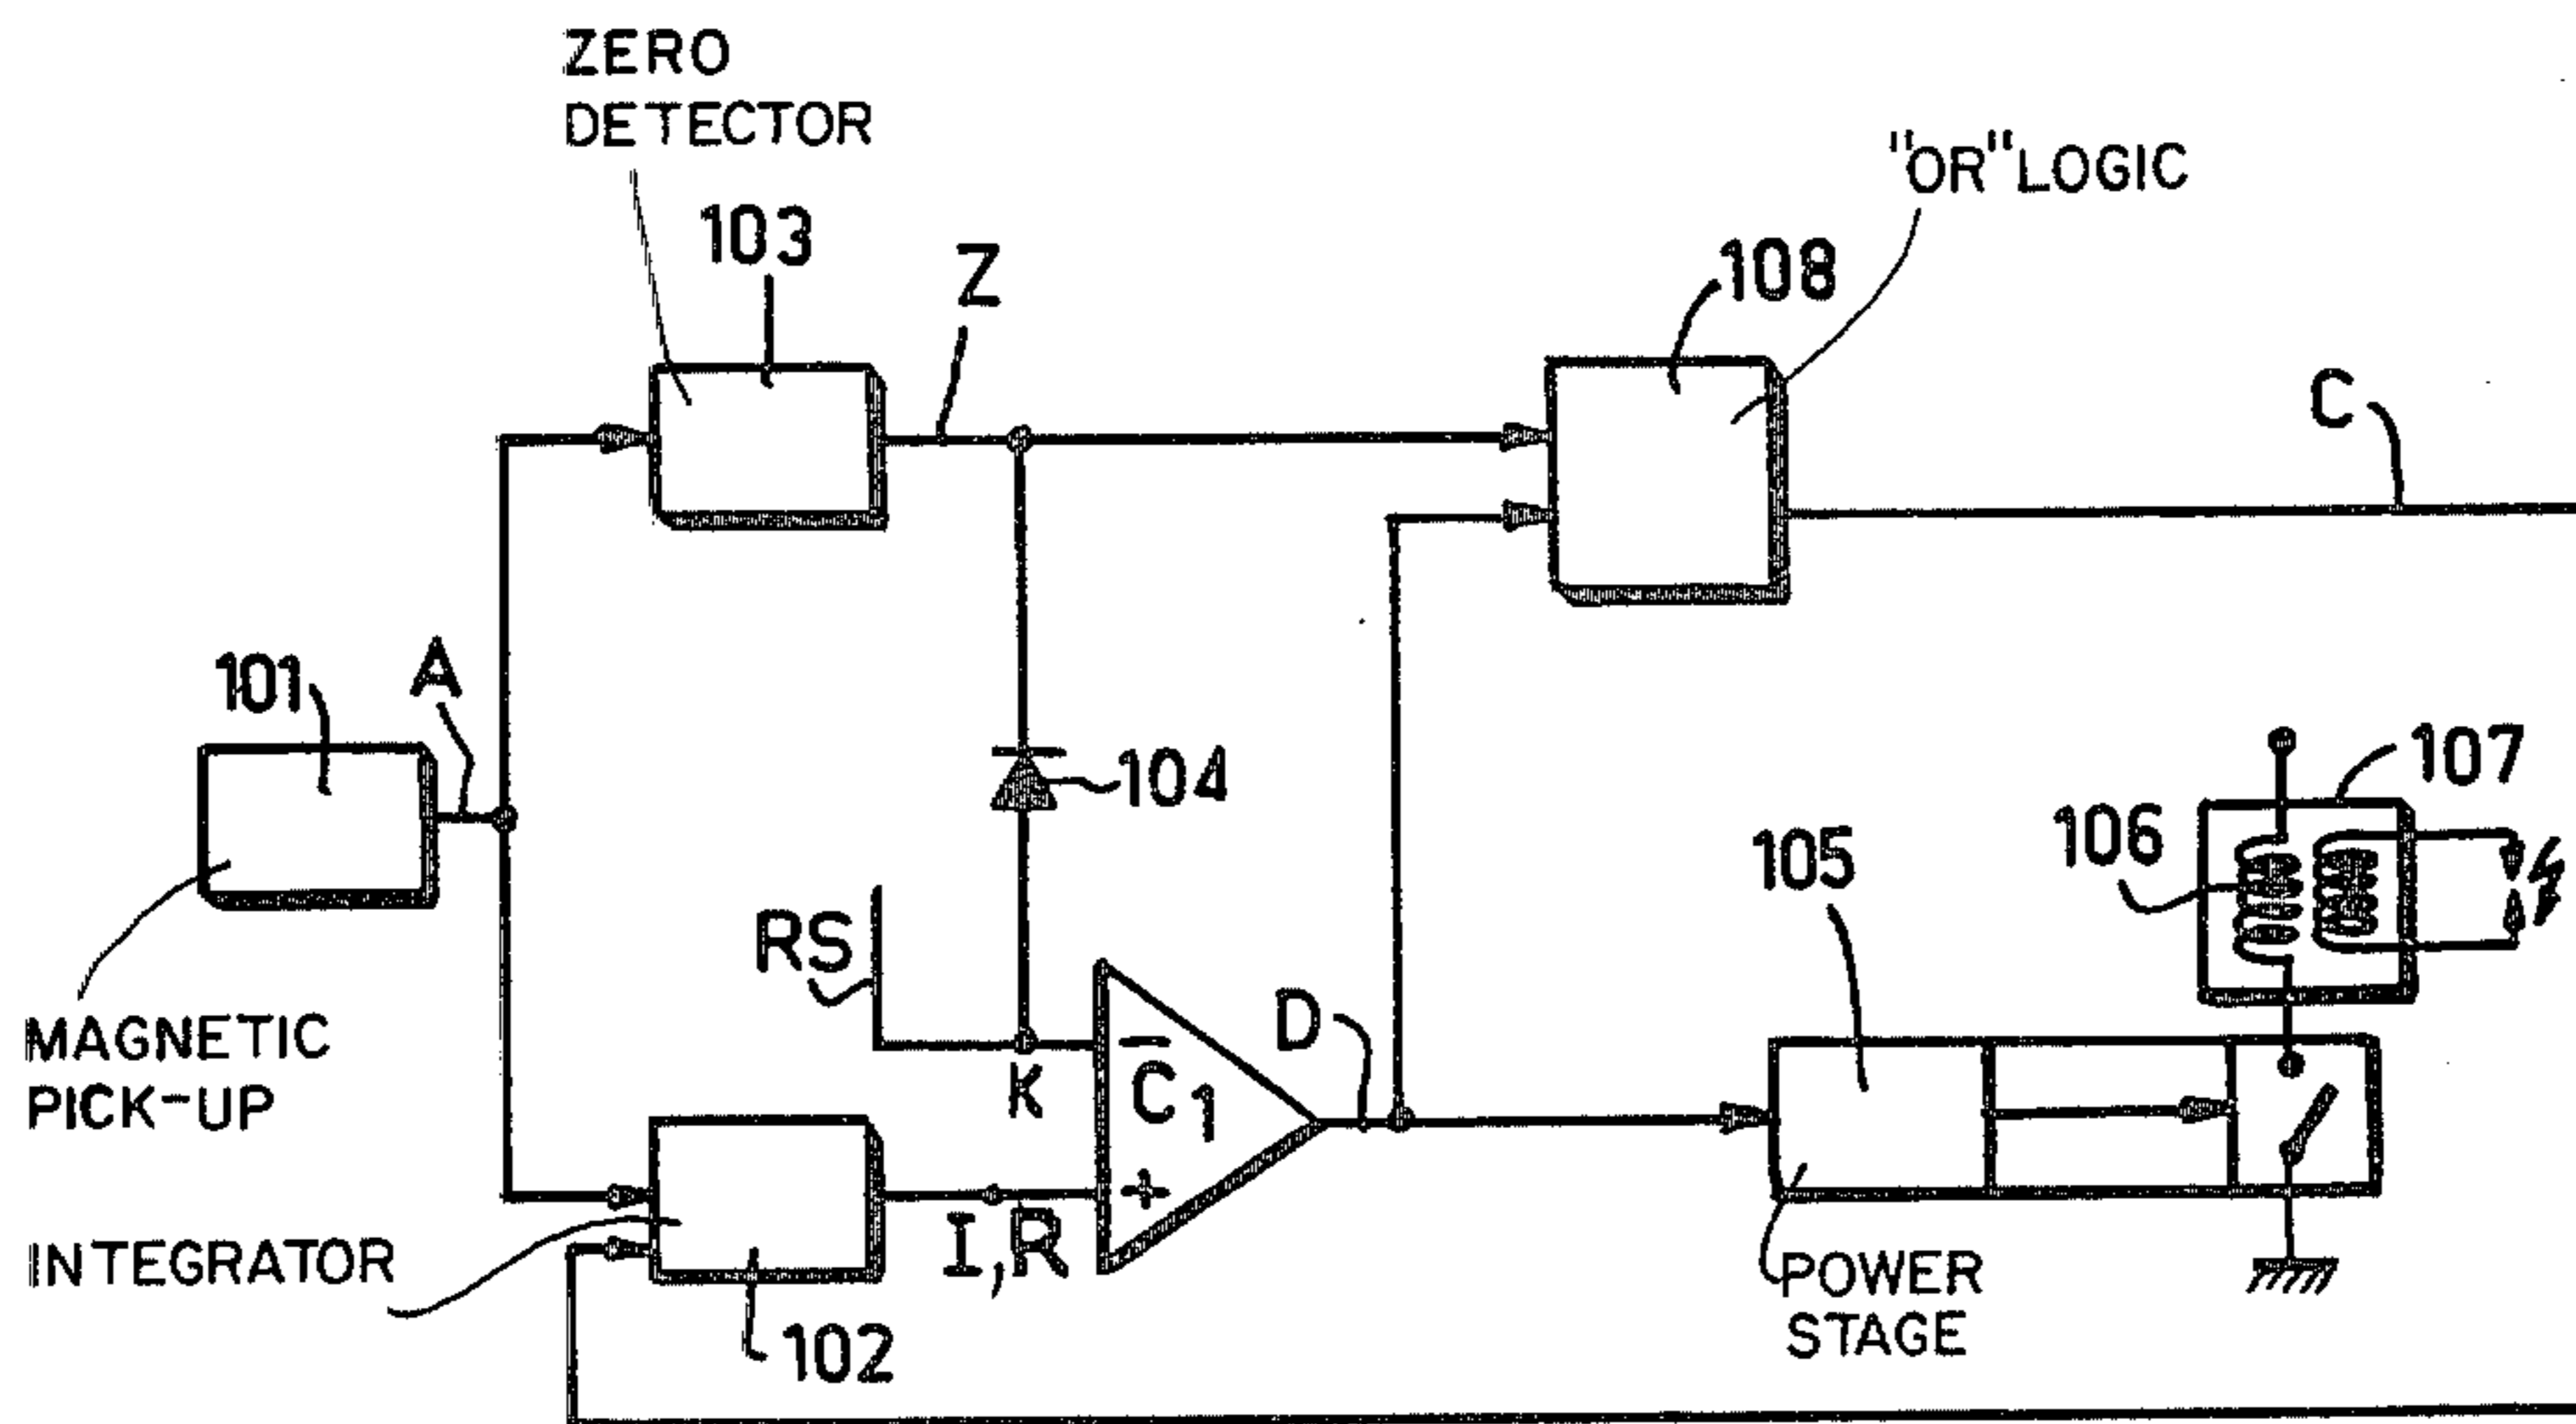 ZERO
DETECTOR
103
Z
"OR" LOGIC
108
C
101
A
104
107
106
105
RS
K
C1
-
+
D
MAGNETIC
PICK-UP
INTEGRATOR
102
I,R
POWER
STAGE